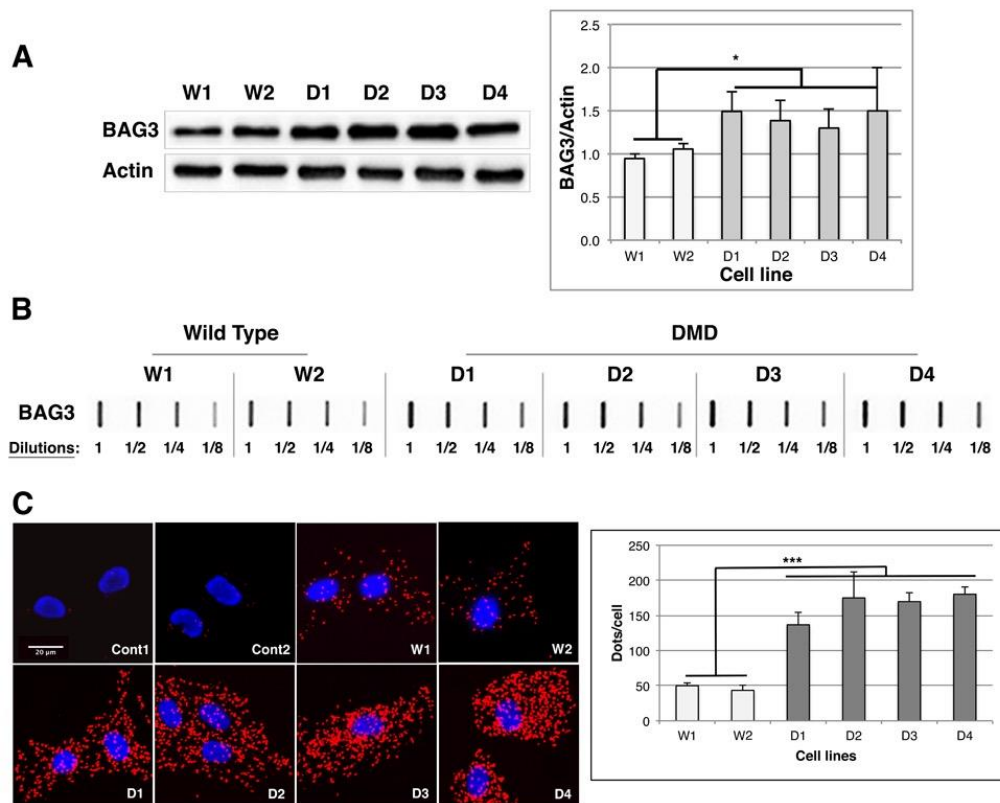 A
W1 W2 D1 D2 D3 D4
BAG3
Actin
2.5
2.0
1.5
1.0
0.5
0.0
BAG3/Actin
*
W1 W2 D1 D2 D3 D4
Cell line
B
Wild Type DMD
W1 W2 D1 D2 D3 D4
BAG3
Dilutions: 1 1/2 1/4 1/8 1 1/2 1/4 1/8 1 1/2 1/4 1/8 1 1/2 1/4 1/8 1 1/2 1/4 1/8 1 1/2 1/4 1/8
C
20 µm
Cont1 Cont2 W1 W2
D1 D2 D3 D4
250
200
150
100
50
0
Dots/cell
***
W1 W2 D1 D2 D3 D4
Cell lines